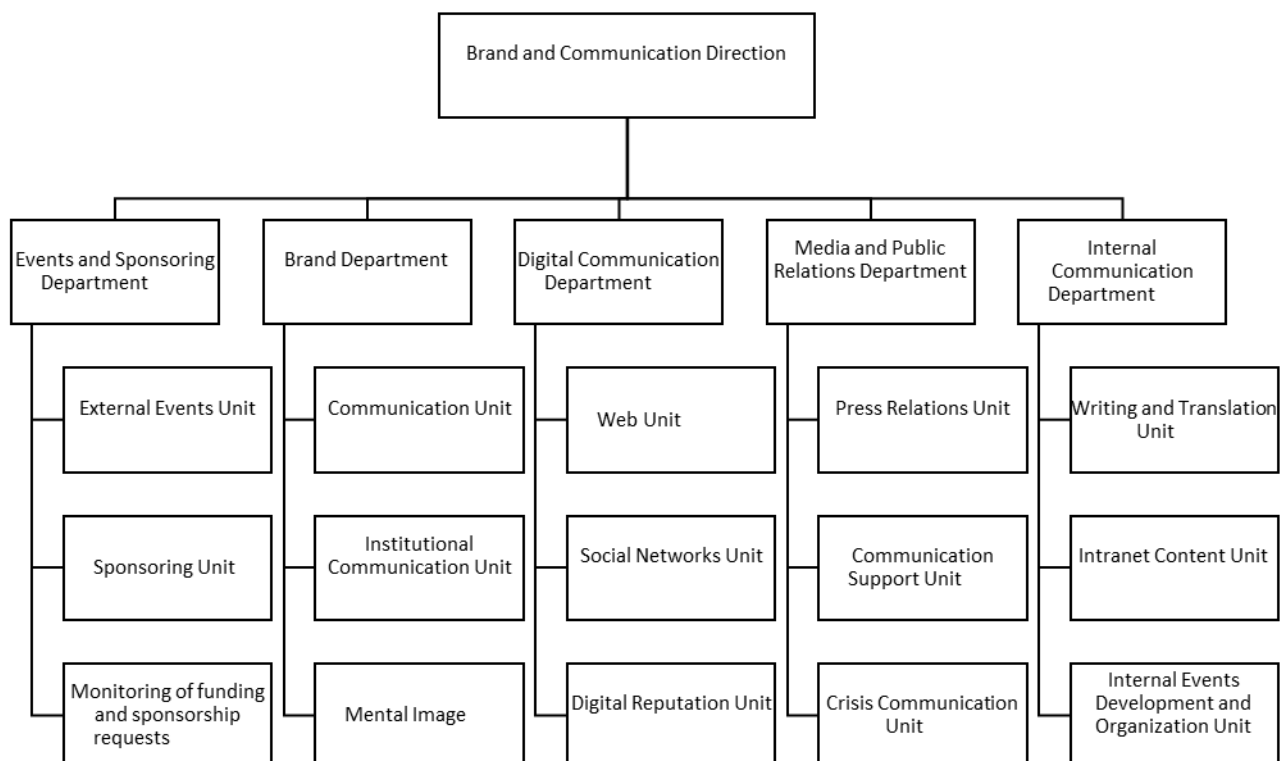 Brand and Communication Direction
Events and Sponsoring
Department
Brand Department
Digital Communication
Department
Media and Public
Relations Department
Internal
Communication
Department
External Events Unit
Communication Unit
Web Unit
Press Relations Unit
Writing and Translation
Unit
Sponsoring Unit
Institutional
Communication Unit
Social Networks Unit
Communication
Support Unit
Intranet Content Unit
Monitoring of funding
and sponsorship
requests
Mental Image
Digital Reputation Unit
Crisis Communication
Unit
Internal Events
Development and
Organization Unit